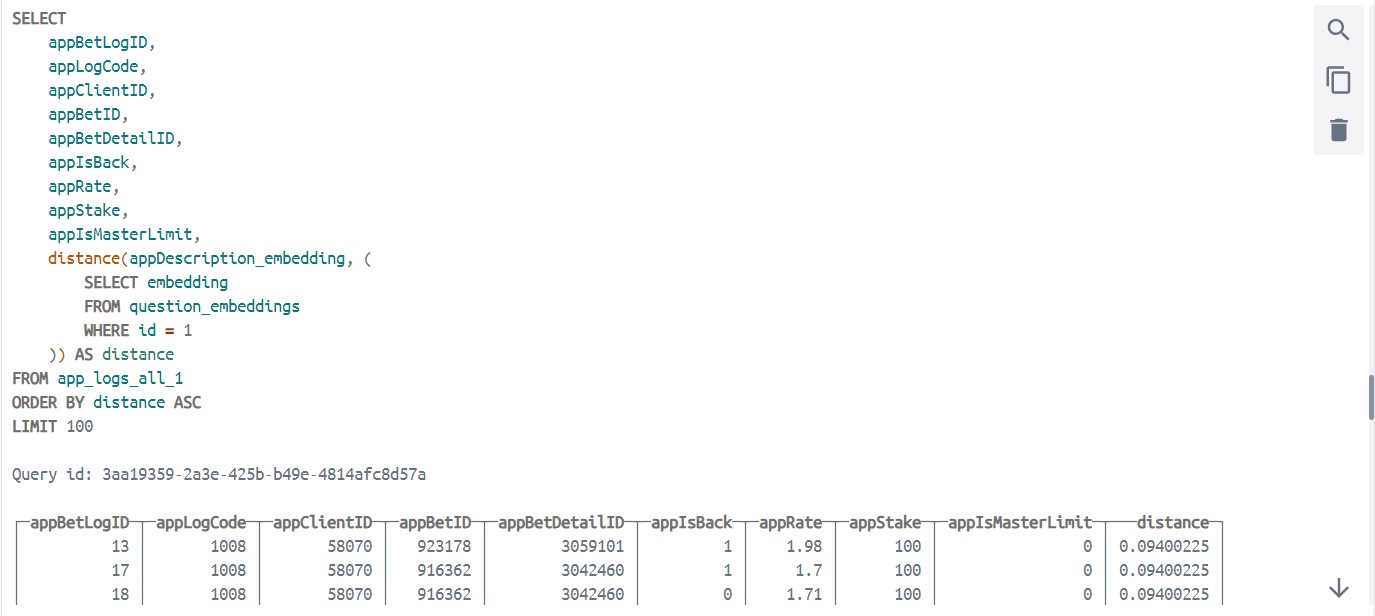 SELECT
    appBetLogID,
    appLogCode,
    appClientID,
    appBetID,
    appBetDetailID,
    appIsBack,
    appRate,
    appStake,
    appIsMasterLimit,
    distance(appDescription_embedding, (
        SELECT embedding
        FROM question_embeddings
        WHERE id = 1
    )) AS distance
FROM app_logs_all_1
ORDER BY distance ASC
LIMIT 100
Query id: 3aa19359-2a3e-425b-b49e-4814afc8d57a
appBetLogID appLogCode appClientID appBetID appBetDetailID appIsBack appRate appStake appIsMasterLimit distance
13 1008 58070 923178 3059101 1 1.98 100 0 0.09400225
17 1008 58070 916362 3042460 1 1.7 100 0 0.09400225
18 1008 58070 916362 3042460 0 1.71 100 0 0.09400225